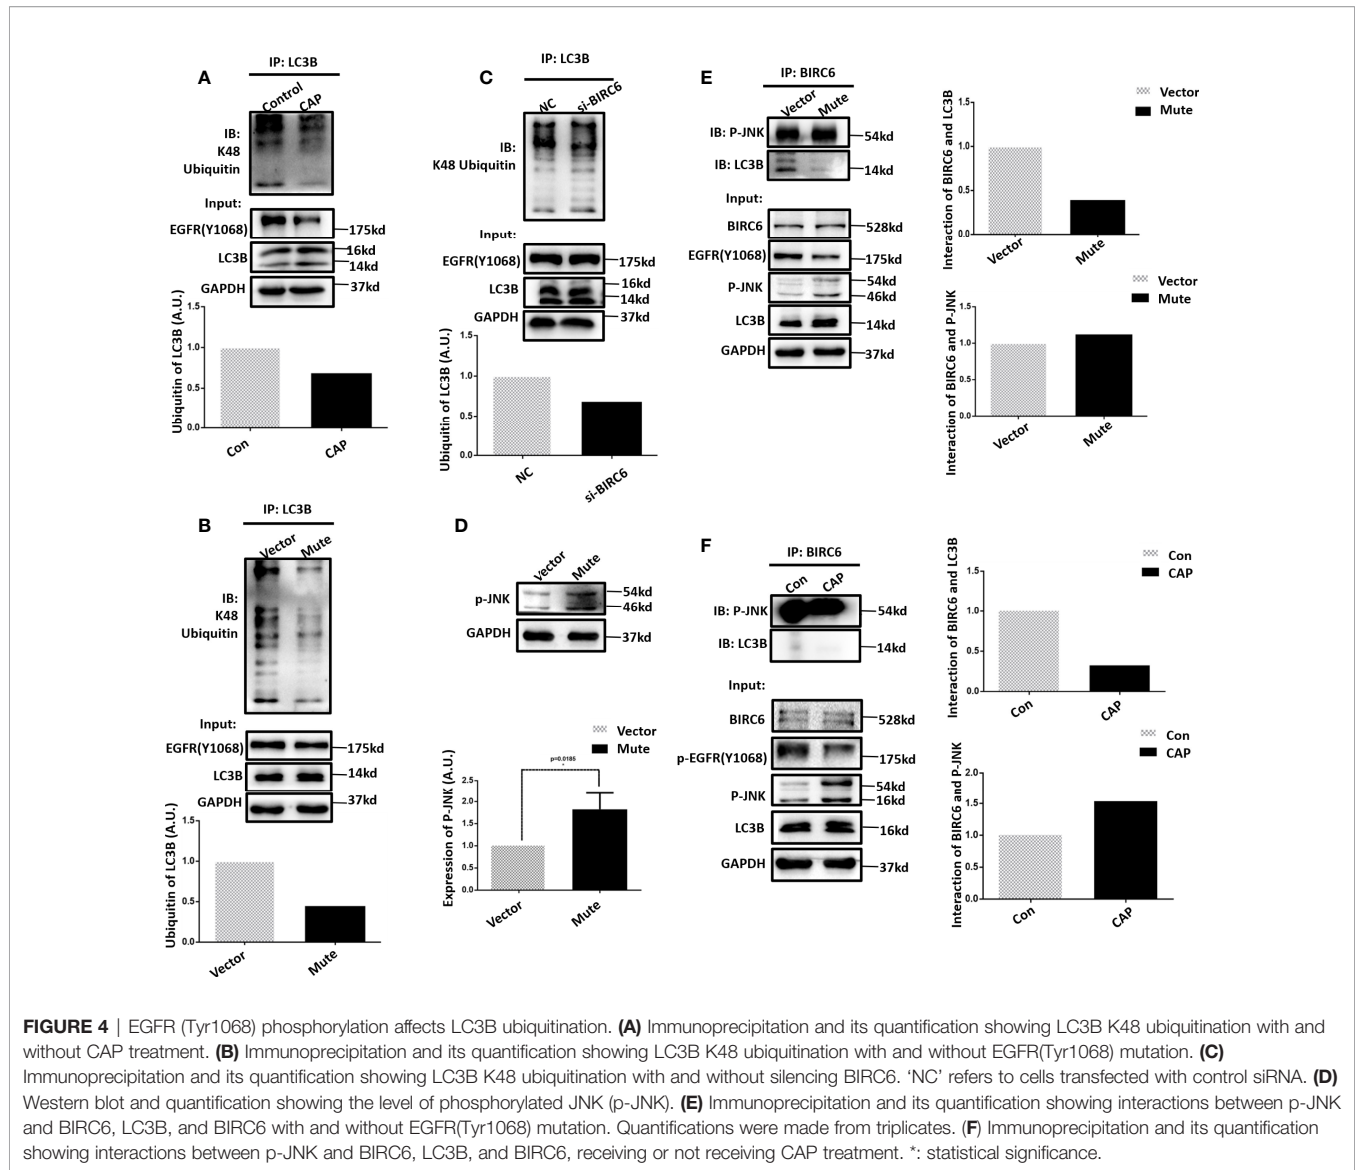 A
IP: LC3B
Control CAP
IB:
K48
Ubiquitin
Input:
EGFR(Y1068) 175kd
LC3B 16kd
14kd
GAPDH 37kd
Ubiquitin of LC3B (A.U.)
1.5
1.0
0.5
0.0
Con CAP
B
IP: LC3B
Vector Mute
IB:
K48
Ubiquitin
Input:
EGFR(Y1068) 175kd
LC3B 14kd
GAPDH 37kd
Ubiquitin of LC3B (A.U.)
1.5
1.0
0.5
0.0
Vector Mute
C
IP: LC3B
NC si-BIRC6
IB:
K48 Ubiquitin
Input:
EGFR(Y1068) 175kd
LC3B 16kd
14kd
GAPDH 37kd
Ubiquitin of LC3B (A.U.)
1.5
1.0
0.5
0.0
NC si-BIRC6
D
Vector Mute
p-JNK 54kd
46kd
GAPDH 37kd
Vector
Mute
Expression of P-JNK (A.U.)
p=0.0185
*
2.5
2.0
1.5
1.0
0.5
0.0
Vector Mute
E
IP: BIRC6
Vector Mute
IB: P-JNK 54kd
IB: LC3B 14kd
Input:
BIRC6 528kd
EGFR(Y1068) 175kd
P-JNK 54kd
46kd
LC3B 14kd
GAPDH 37kd
Interaction of BIRC6 and LC3B
Vector
Mute
1.5
1.0
0.5
0.0
Vector Mute
Interaction of BIRC6 and P-JNK
Vector
Mute
1.5
1.0
0.5
0.0
Vector Mute
F
IP: BIRC6
Con CAP
IB: P-JNK 54kd
IB: LC3B 14kd
Input:
BIRC6 528kd
p-EGFR(Y1068) 175kd
P-JNK 54kd
16kd
LC3B 16kd
GAPDH 37kd
Interaction of BIRC6 and LC3B
Con
CAP
1.5
1.0
0.5
0.0
Con CAP
Interaction of BIRC6 and P-JNK
Con
CAP
2.0
1.5
1.0
0.5
0.0
Con CAP
FIGURE 4 | EGFR (Tyr1068) phosphorylation affects LC3B ubiquitination. (A) Immunoprecipitation and its quantification showing LC3B K48 ubiquitination with and
without CAP treatment. (B) Immunoprecipitation and its quantification showing LC3B K48 ubiquitination with and without EGFR(Tyr1068) mutation. (C)
Immunoprecipitation and its quantification showing LC3B K48 ubiquitination with and without silencing BIRC6. ‘NC’ refers to cells transfected with control siRNA. (D)
Western blot and quantification showing the level of phosphorylated JNK (p-JNK). (E) Immunoprecipitation and its quantification showing interactions between p-JNK
and BIRC6, LC3B, and BIRC6 with and without EGFR(Tyr1068) mutation. Quantifications were made from triplicates. (F) Immunoprecipitation and its quantification
showing interactions between p-JNK and BIRC6, LC3B, and BIRC6, receiving or not receiving CAP treatment. *: statistical significance.